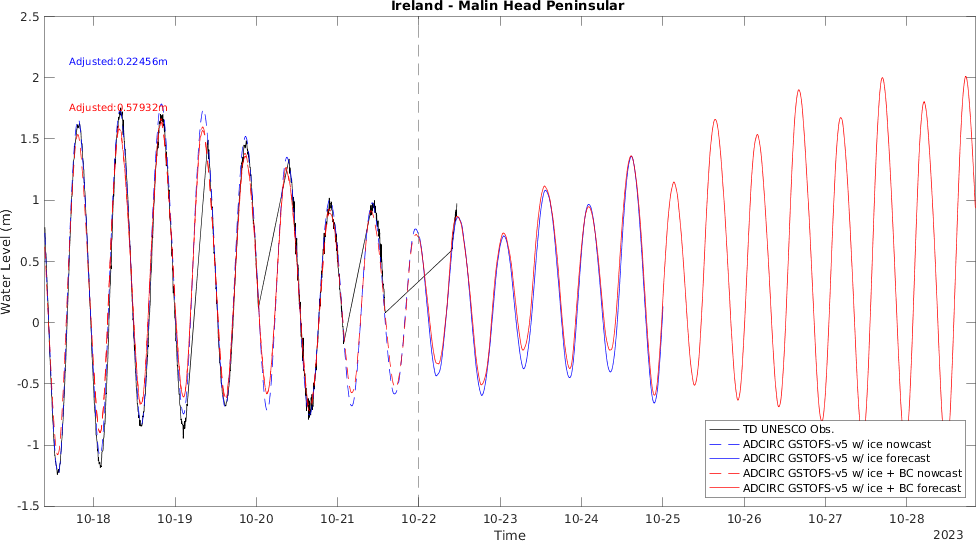 Ireland - Malin Head Peninsular
2.5
Adjusted:0.22456m
2
Adjusted:0.57932m
1.5
1
0.5
0
-0.5
-1
-1.5
Water Level (m)
TD UNESCO Obs.
ADCIRC GSTOFS-v5 w/ ice nowcast
ADCIRC GSTOFS-v5 w/ ice forecast
ADCIRC GSTOFS-v5 w/ ice + BC nowcast
ADCIRC GSTOFS-v5 w/ ice + BC forecast
10-18 10-19 10-20 10-21 10-22 10-23 10-24 10-25 10-26 10-27 10-28
Time
2023